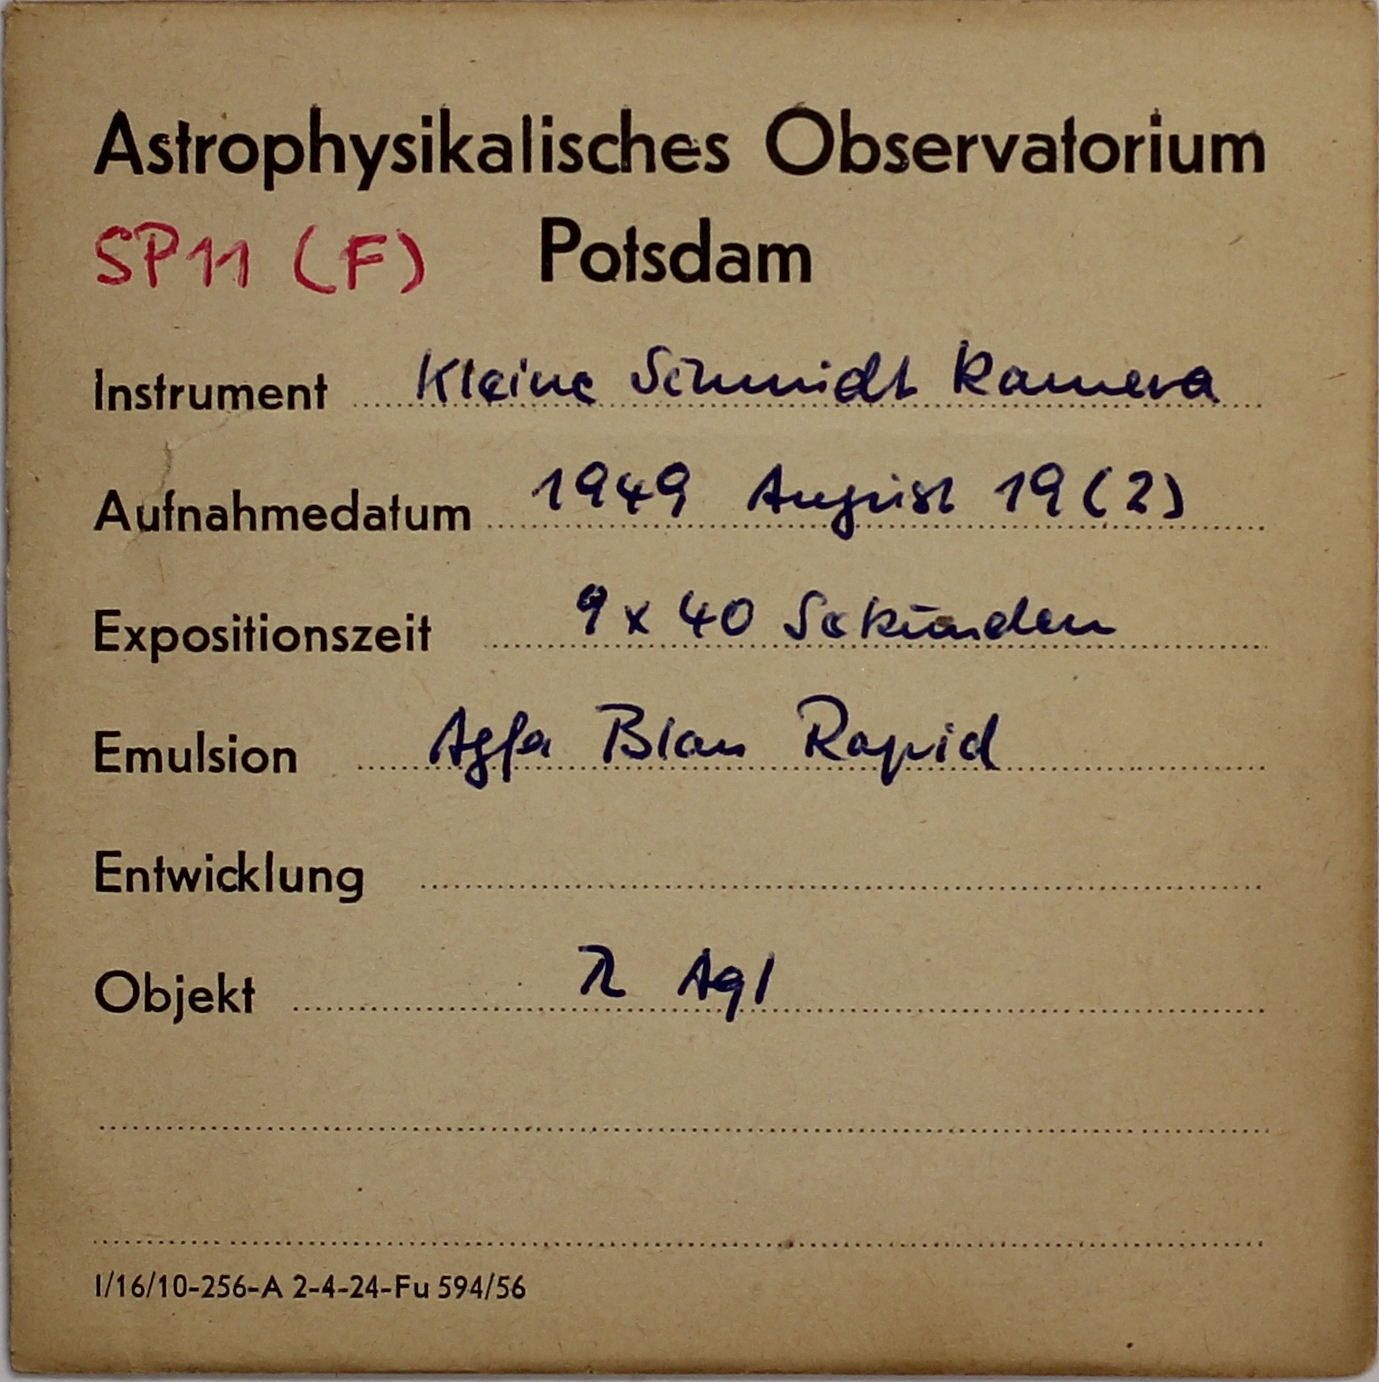 Astrophysikalisches Observatorium
SP11 (F) Potsdam
Instrument Kleine Schmidt Kamera
Aufnahmedatum 1949 August 19 (2)
Expositionszeit 9 x 40 Sekunden
Emulsion Agfa Blau Rapid
Entwicklung
Objekt Aql
I/16/10-256-A 2-4-24-Fu 594/56